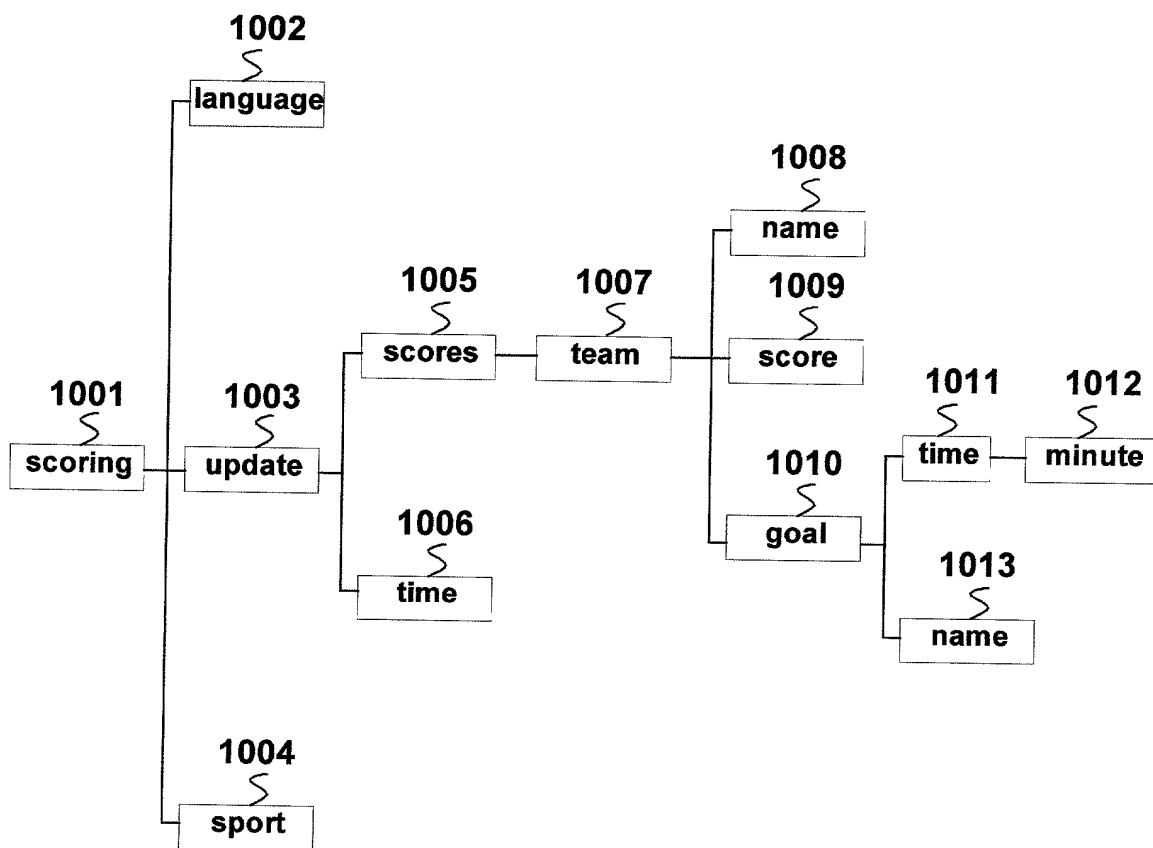 1002
language
1008
name
1005
1007
1009
scores
team
score
1001
1003
1011
1012
scoring
update
time
minute
1010
goal
1006
time
1013
name
1004
sport